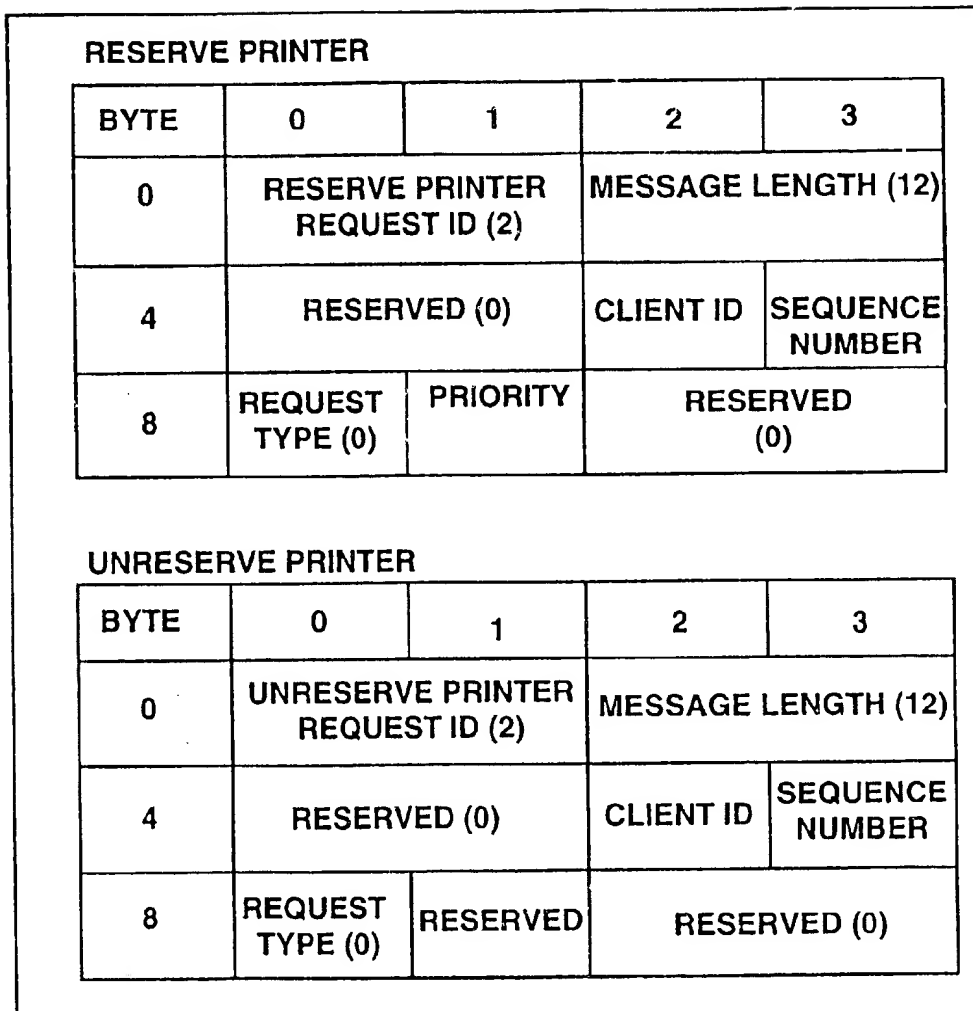 RESERVE PRINTER
BYTE 0 1 2 3
0 RESERVE PRINTER REQUEST ID (2) MESSAGE LENGTH (12)
4 RESERVED (0) CLIENT ID SEQUENCE NUMBER
8 REQUEST TYPE (0) PRIORITY RESERVED (0)
UNRESERVE PRINTER
BYTE 0 1 2 3
0 UNRESERVE PRINTER REQUEST ID (2) MESSAGE LENGTH (12)
4 RESERVED (0) CLIENT ID SEQUENCE NUMBER
8 REQUEST TYPE (0) RESERVED RESERVED (0)